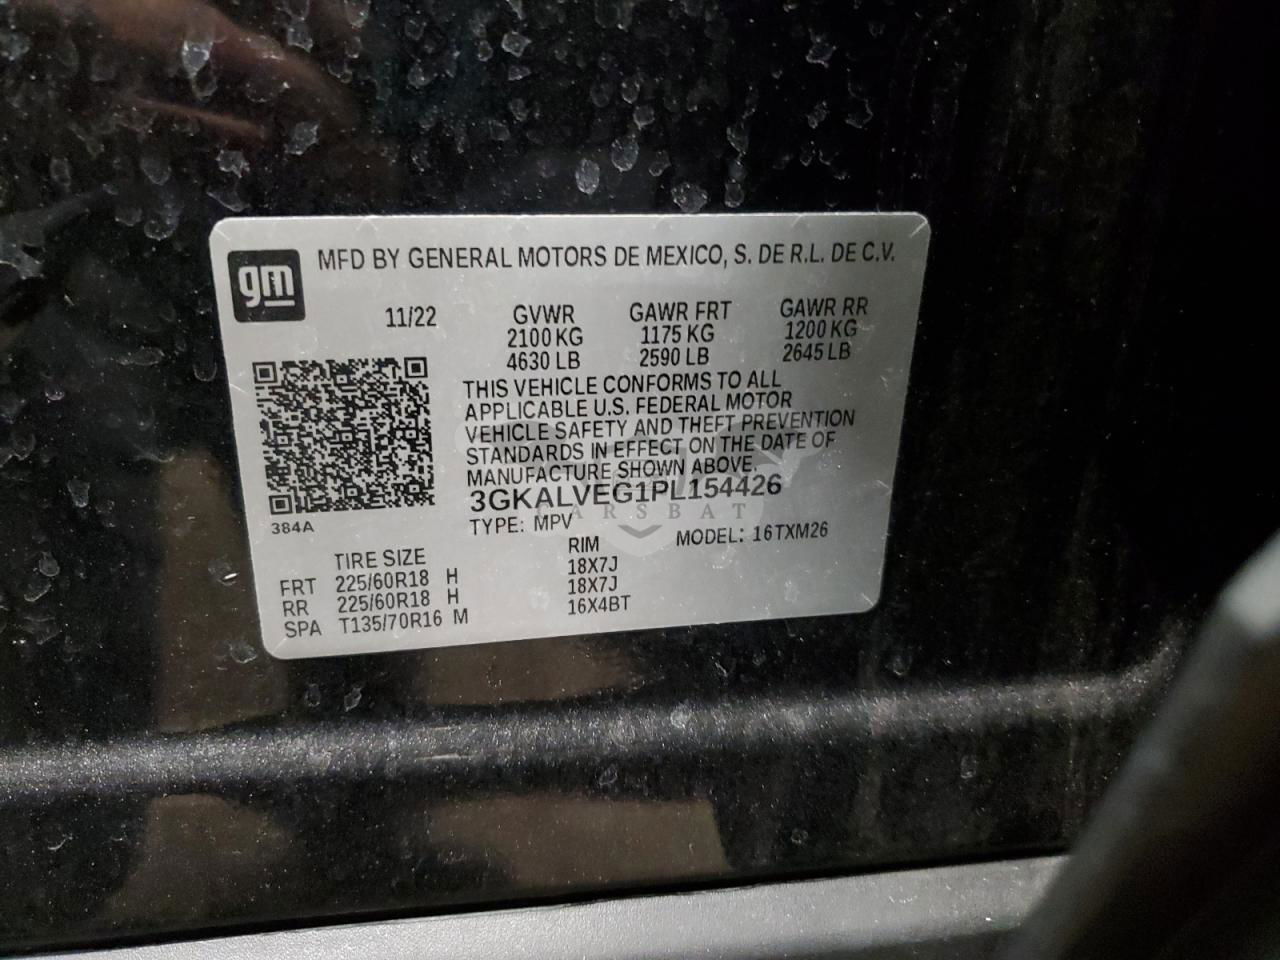 gm
MFD BY GENERAL MOTORS DE MEXICO, S. DE R.L. DE C.V.
11/22 GVWR GAWR FRT GAWR RR
2100 KG 1175 KG 1200 KG
4630 LB 2590 LB 2645 LB
THIS VEHICLE CONFORMS TO ALL
APPLICABLE U.S. FEDERAL MOTOR
VEHICLE SAFETY AND THEFT PREVENTION
STANDARDS IN EFFECT ON THE DATE OF
MANUFACTURE SHOWN ABOVE.
3GKALVEG1PL154426
CARSBAT
384A
TYPE: MPV MODEL: 16TXM26
TIRE SIZE RIM
FRT 225/60R18 H 18X7J
RR 225/60R18 H 18X7J
SPA T135/70R16 M 16X4BT